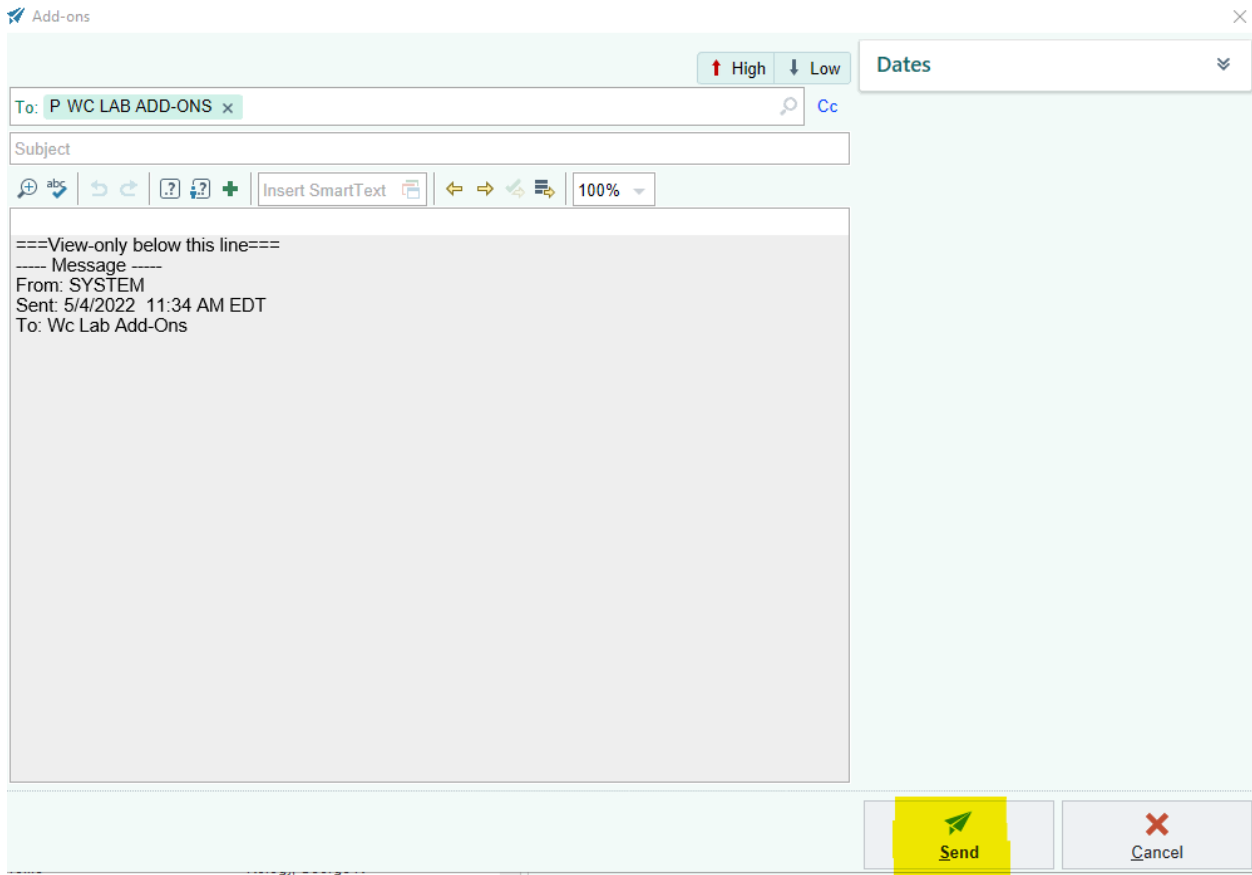 Add-ons
High Low
Dates
To: P WC LAB ADD-ONS × Cc
Subject
abc .? .? Insert SmartText 100%
===View-only below this line===
----- Message -----
From: SYSTEM
Sent: 5/4/2022 11:34 AM EDT
To: Wc Lab Add-Ons
Send
Cancel